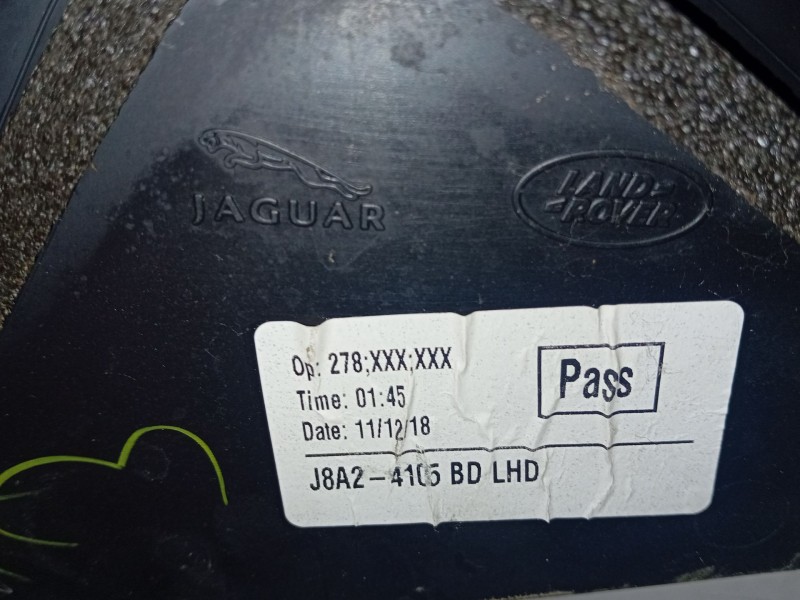 JAGUAR
LAND-
-ROVER
Op: 278;XXX;XXX
Pass
Time: 01:45
Date: 11/12/18
J8A2-4105 BD LHD